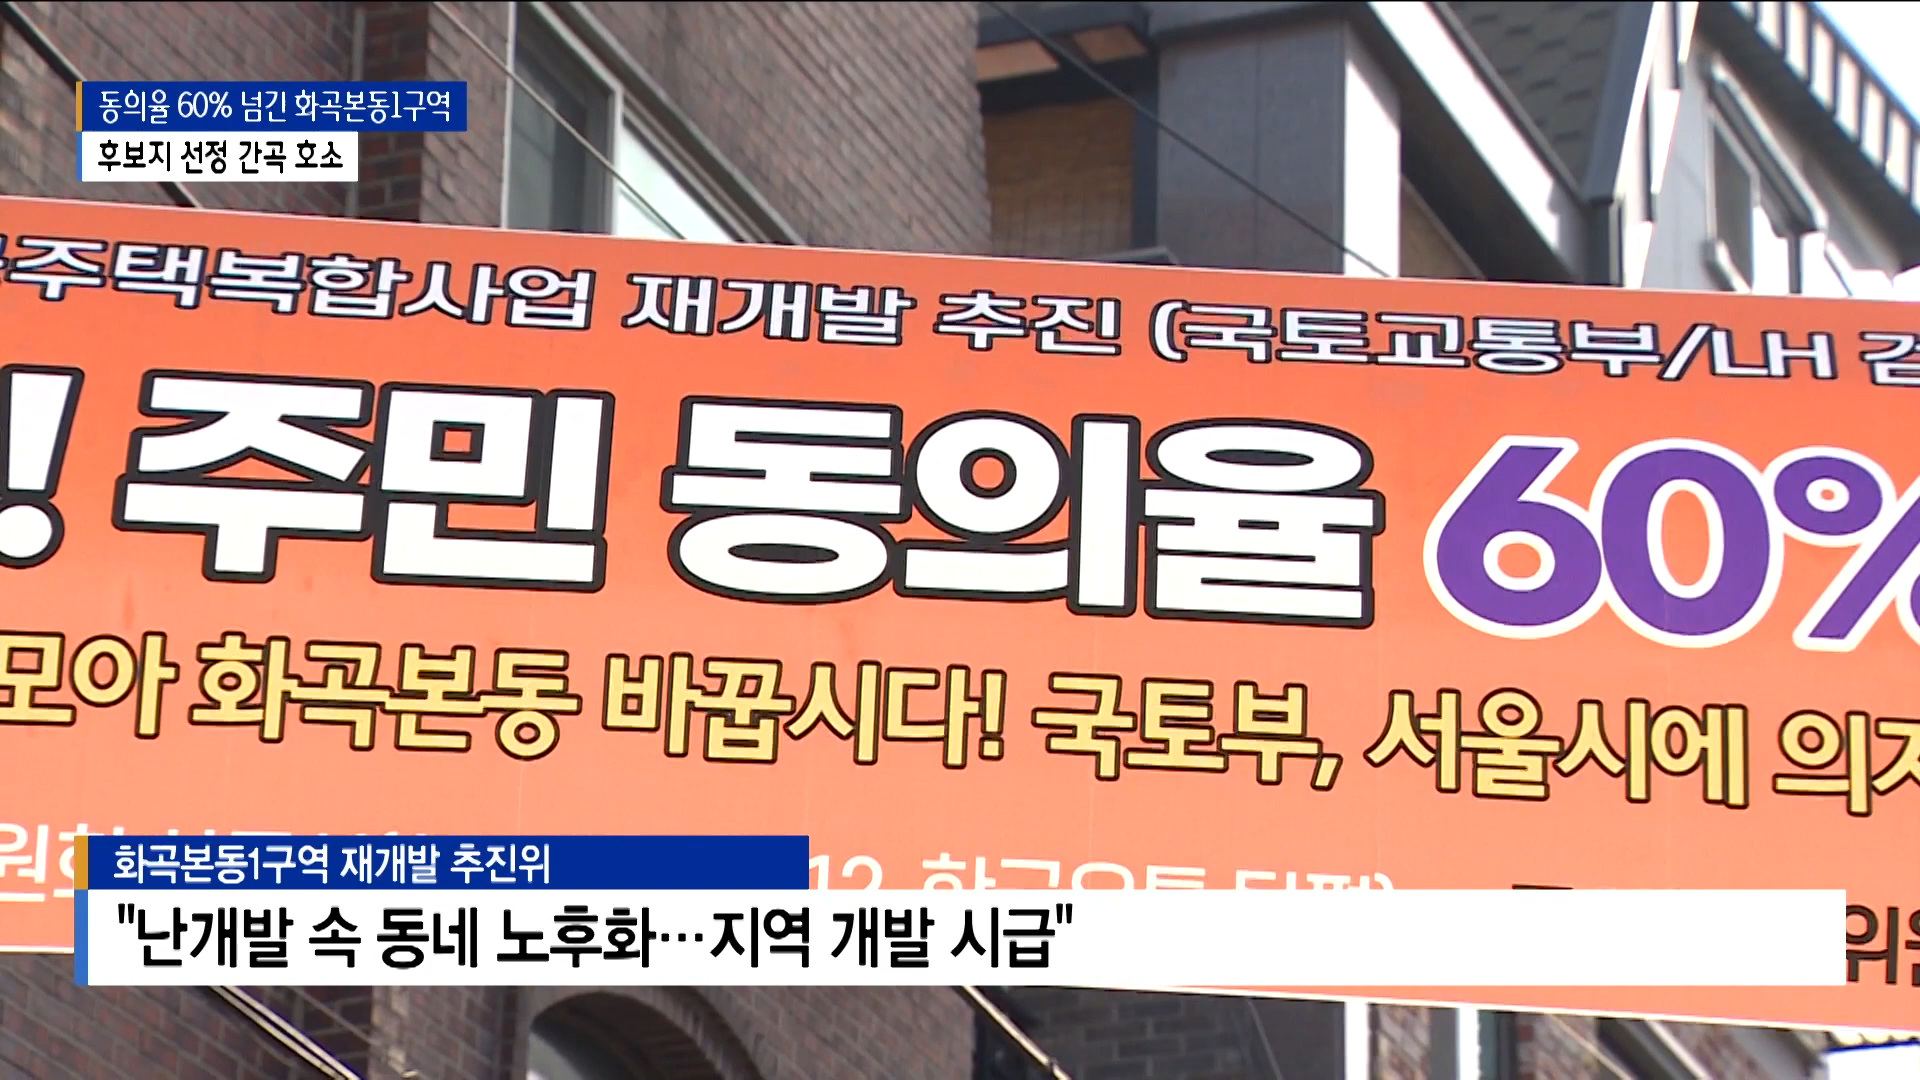 동의율 60% 넘긴 화곡본동1구역
후보지 선정 간곡 호소
주택복합사업 재개발 추진 (국토교통부/LH
! 주민 동의율 60%
모아 화곡본동 바꿉시다! 국토부, 서울시에
화곡본동1구역 재개발 추진위
"난개발 속 동네 노후화…지역 개발 시급"